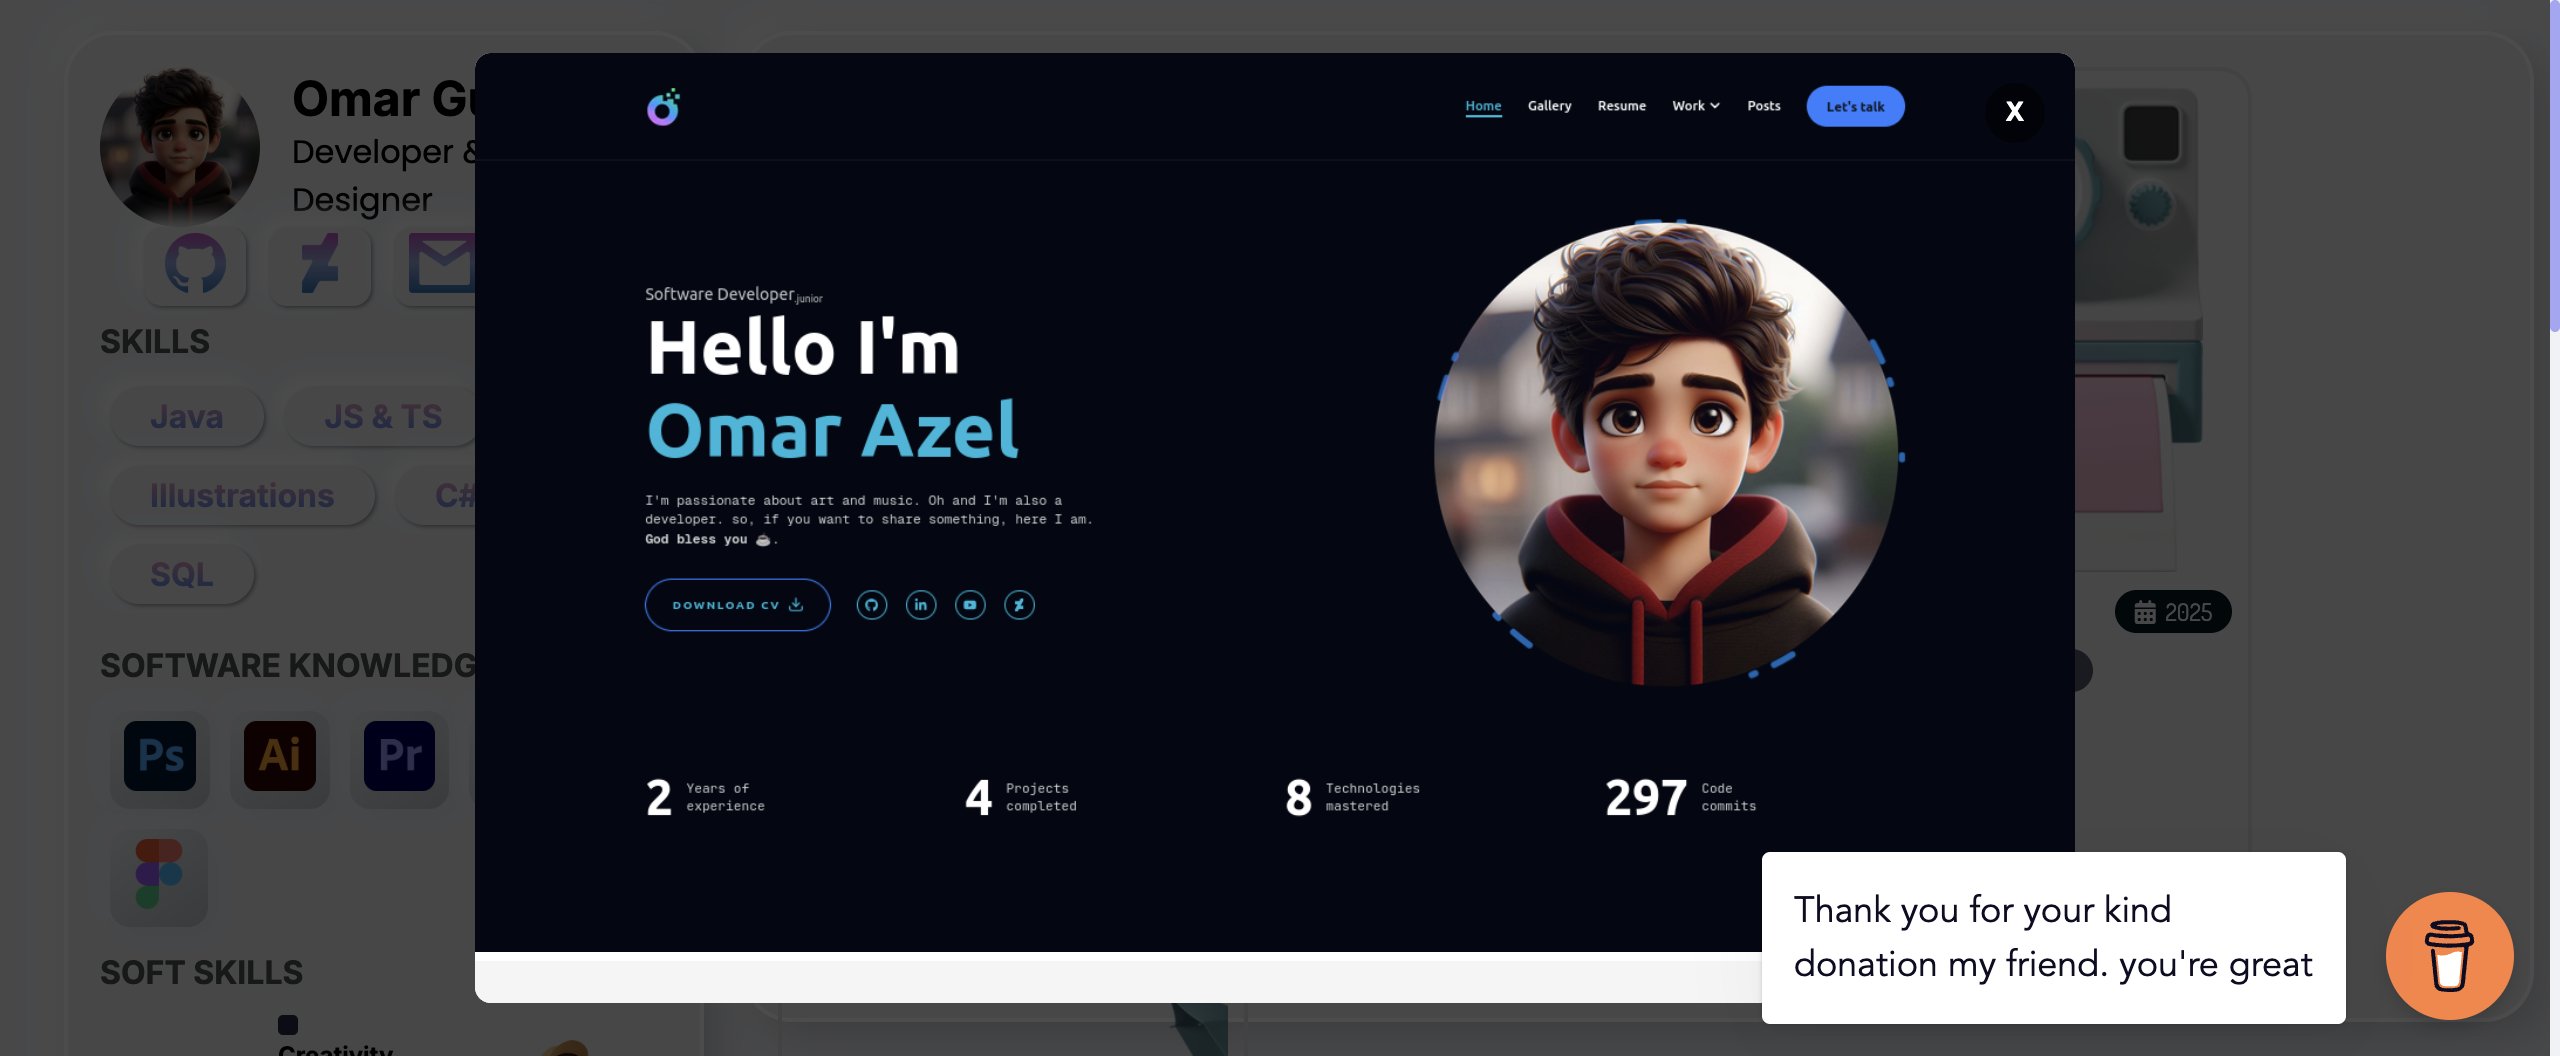 Omar
Developer &
Designer
SKILLS
Java
JS & TS
Illustrations
C#
SQL
SOFTWARE KNOWLEDG
Ps
Ai
Pr
SOFT SKILLS
Creativity
Home
Gallery
Resume
Work
Posts
Let's talk
X
Software Developer.junior
Hello I'm
Omar Azel
I'm passionate about art and music. Oh and I'm also a
developer. so, if you want to share something, here I am.
God bless you ☕.
DOWNLOAD CV
in
2 Years of
experience
4 Projects
completed
8 Technologies
mastered
297 Code
commits
2025
Thank you for your kind
donation my friend. you're great